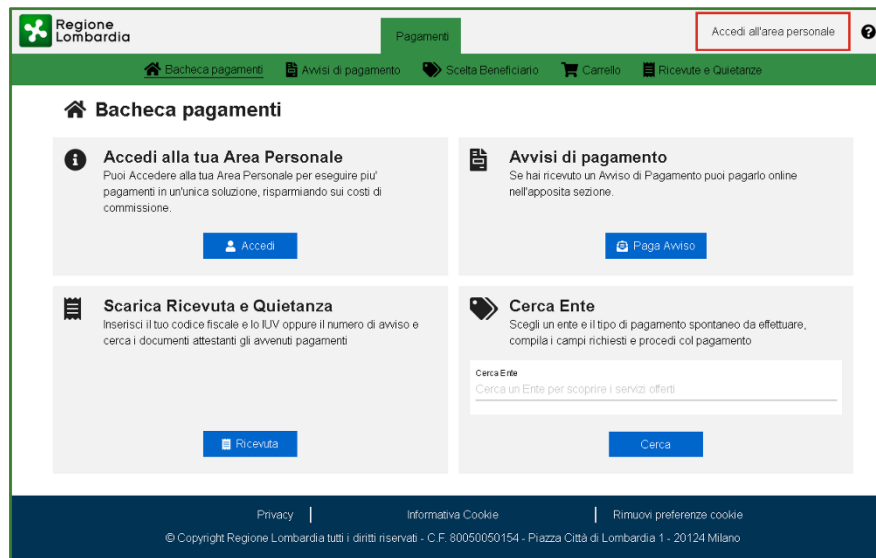 Regione
Lombardia
Pagamenti
Accedi all'area personale
Bacheca pagamenti
Avvisi di pagamento
Scelta Beneficiario
Carrello
Ricevute e Quietanze
Bacheca pagamenti
Accedi alla tua Area Personale
Puoi Accedere alla tua Area Personale per eseguire piu'
pagamenti in un'unica soluzione, risparmiando sui costi di
commissione.
Accedi
Avvisi di pagamento
Se hai ricevuto un Avviso di Pagamento puoi pagarlo online
nell'apposita sezione.
Paga Avviso
Scarica Ricevuta e Quietanza
Inserisci il tuo codice fiscale e lo IUV oppure il numero di avviso e
cerca i documenti attestanti gli avvenuti pagamenti
Ricevuta
Cerca Ente
Scegli un ente e il tipo di pagamento spontaneo da effettuare,
compila i campi richiesti e procedi col pagamento
Cerca Ente
Cerca un Ente per scoprire i servizi offerti
Cerca
Privacy
Informativa Cookie
Rimuovi preferenze cookie
© Copyright Regione Lombardia tutti i diritti riservati - C.F. 80050050154 - Piazza Città di Lombardia 1 - 20124 Milano